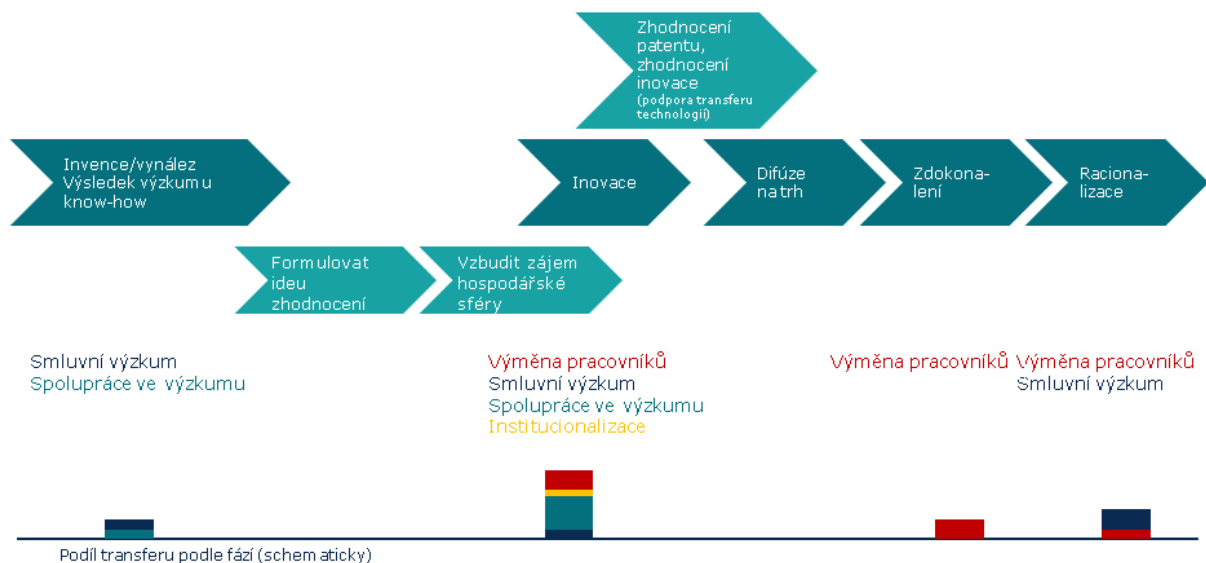 Zhodnocení
patentu,
zhodnocení
inovace
(podpora transferu
technologií)
Invence/vynález
Výsledek výzkumu
know-how
Inovace
Difúze
na trh
Zdokona-
lení
Raciona-
lizace
Formulovat
ideu
zhodnocení
Vzbudit zájem
hospodářské
sféry
Smluvní výzkum
Spolupráce ve výzkumu
Výměna pracovníků
Smluvní výzkum
Spolupráce ve výzkumu
Institucionalizace
Výměna pracovníků
Výměna pracovníků
Smluvní výzkum
Podíl transferu podle fází (schematicky)